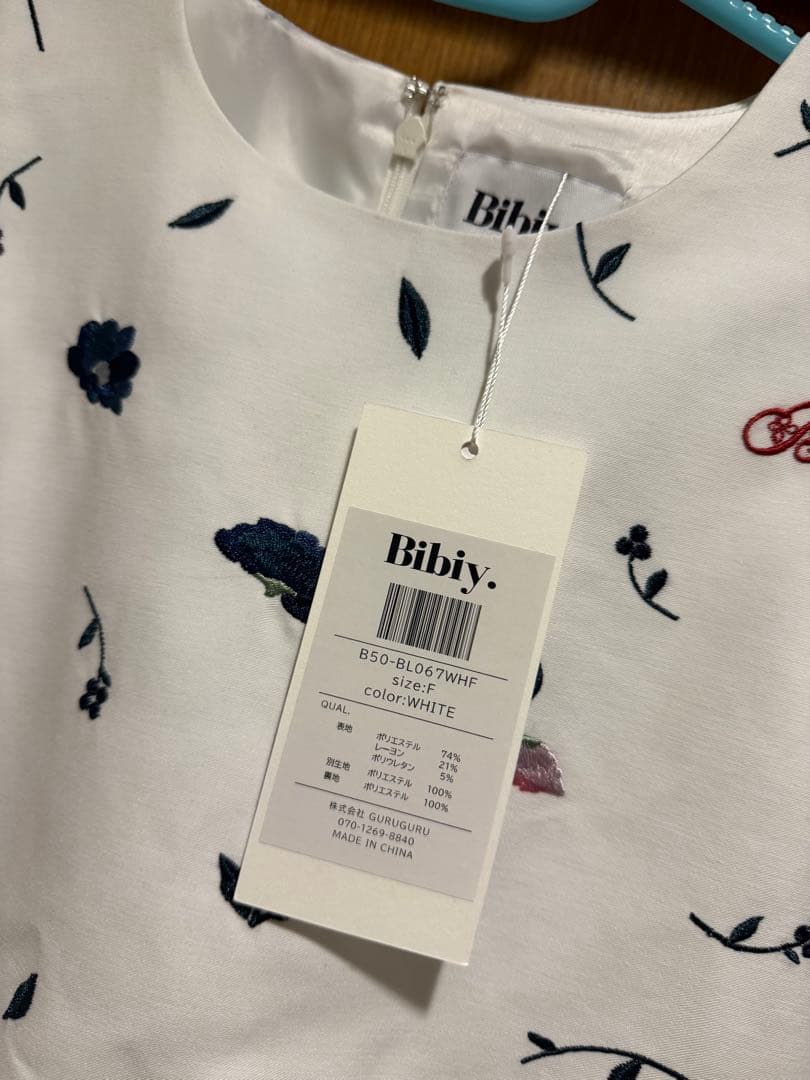 Bibiy.
B50-BL067WHF
size:F
color:WHITE
QUAL.
表地 ポリエステル 74%
レーヨン 21%
ポリウレタン 5%
別生地 ポリエステル 100%
裏地 ポリエステル 100%
株式会社 GURUGURU
070-1269-8840
MADE IN CHINA